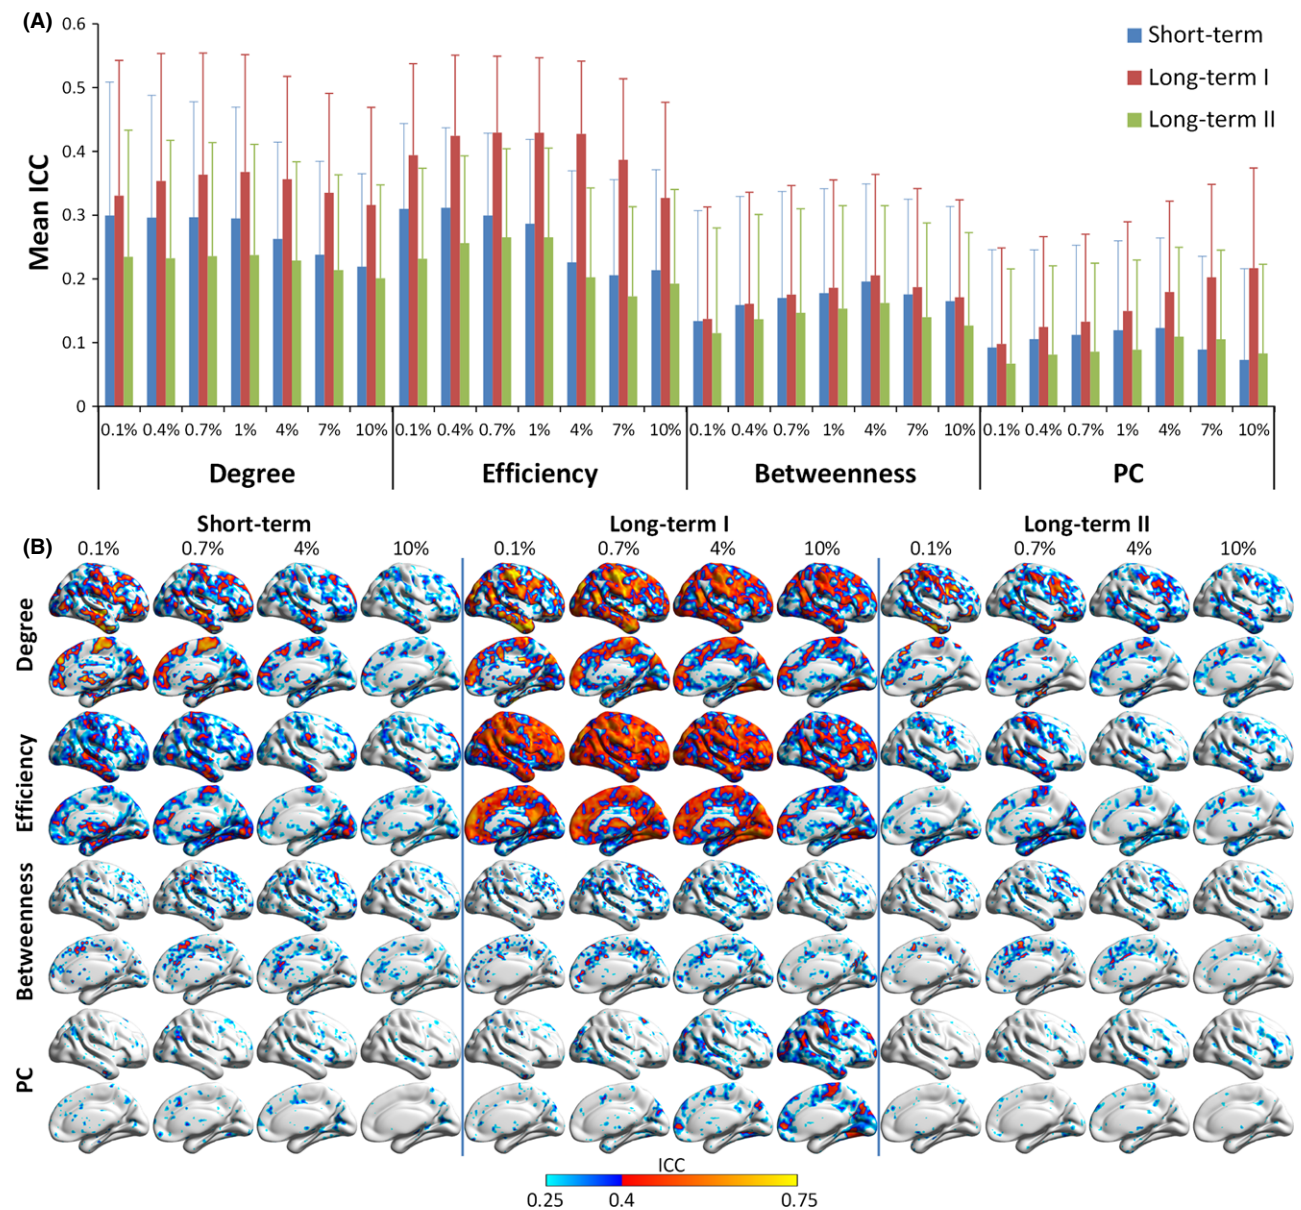 (A)
0.6
0.5
0.4
0.3
0.2
0.1
0
Mean ICC
Short-term
Long-term I
Long-term II
0.1% 0.4% 0.7% 1% 4% 7% 10% 0.1% 0.4% 0.7% 1% 4% 7% 10% 0.1% 0.4% 0.7% 1% 4% 7% 10% 0.1% 0.4% 0.7% 1% 4% 7% 10%
Degree Efficiency Betweenness PC
(B)
Short-term Long-term I Long-term II
0.1% 0.7% 4% 10% 0.1% 0.7% 4% 10% 0.1% 0.7% 4% 10%
Degree
Efficiency
Betweenness
PC
ICC
0.25 0.4 0.75